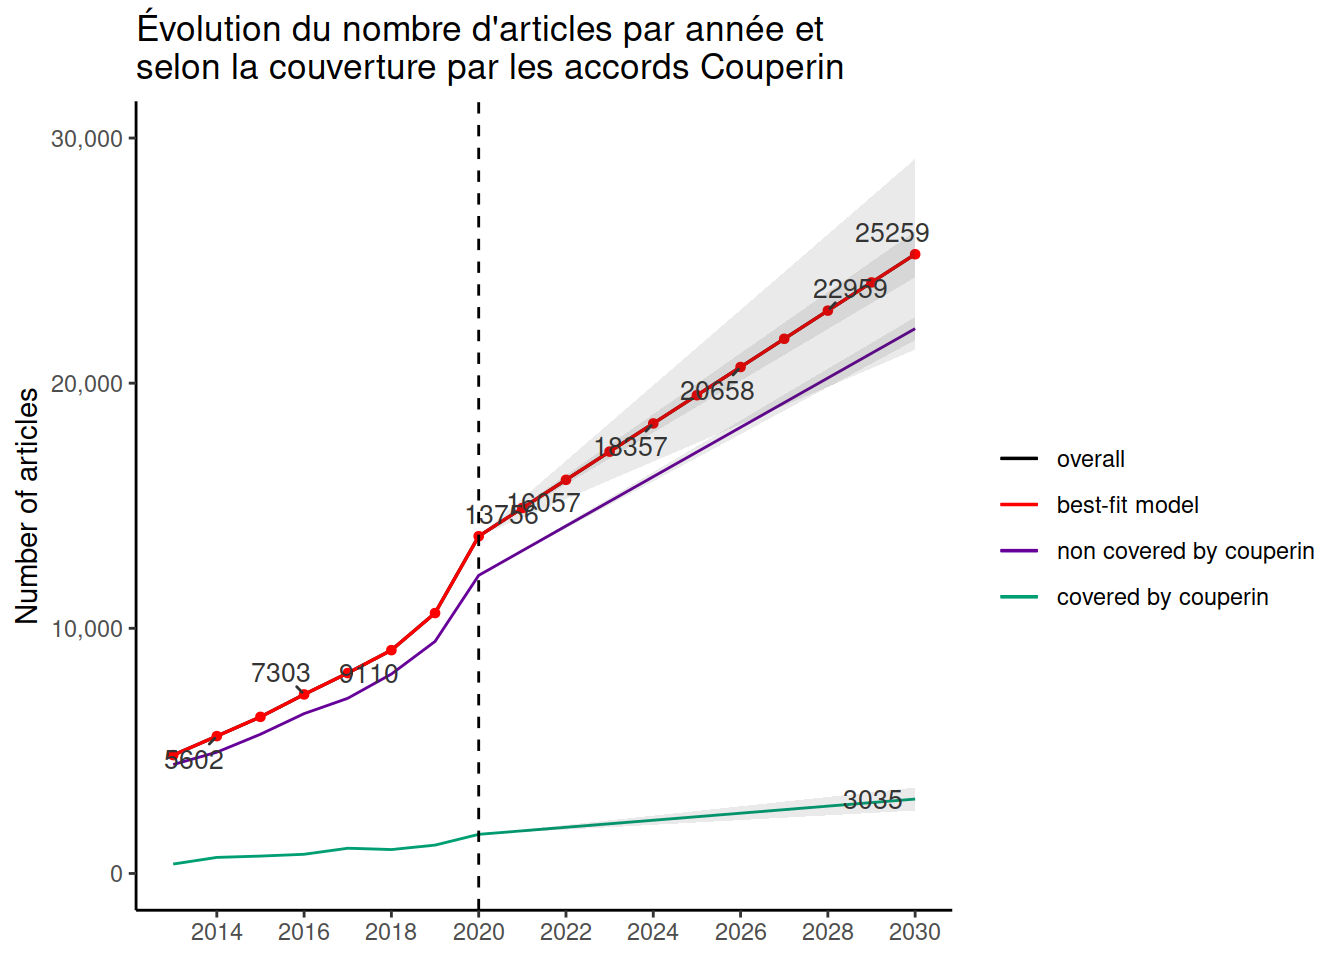 Évolution du nombre d'articles par année et
selon la couverture par les accords Couperin
Number of articles
30,000
20,000
10,000
0
25259
22959
20658
18357
16057
13756
7303
9110
5602
3035
2014 2016 2018 2020 2022 2024 2026 2028 2030
overall
best-fit model
non covered by couperin
covered by couperin